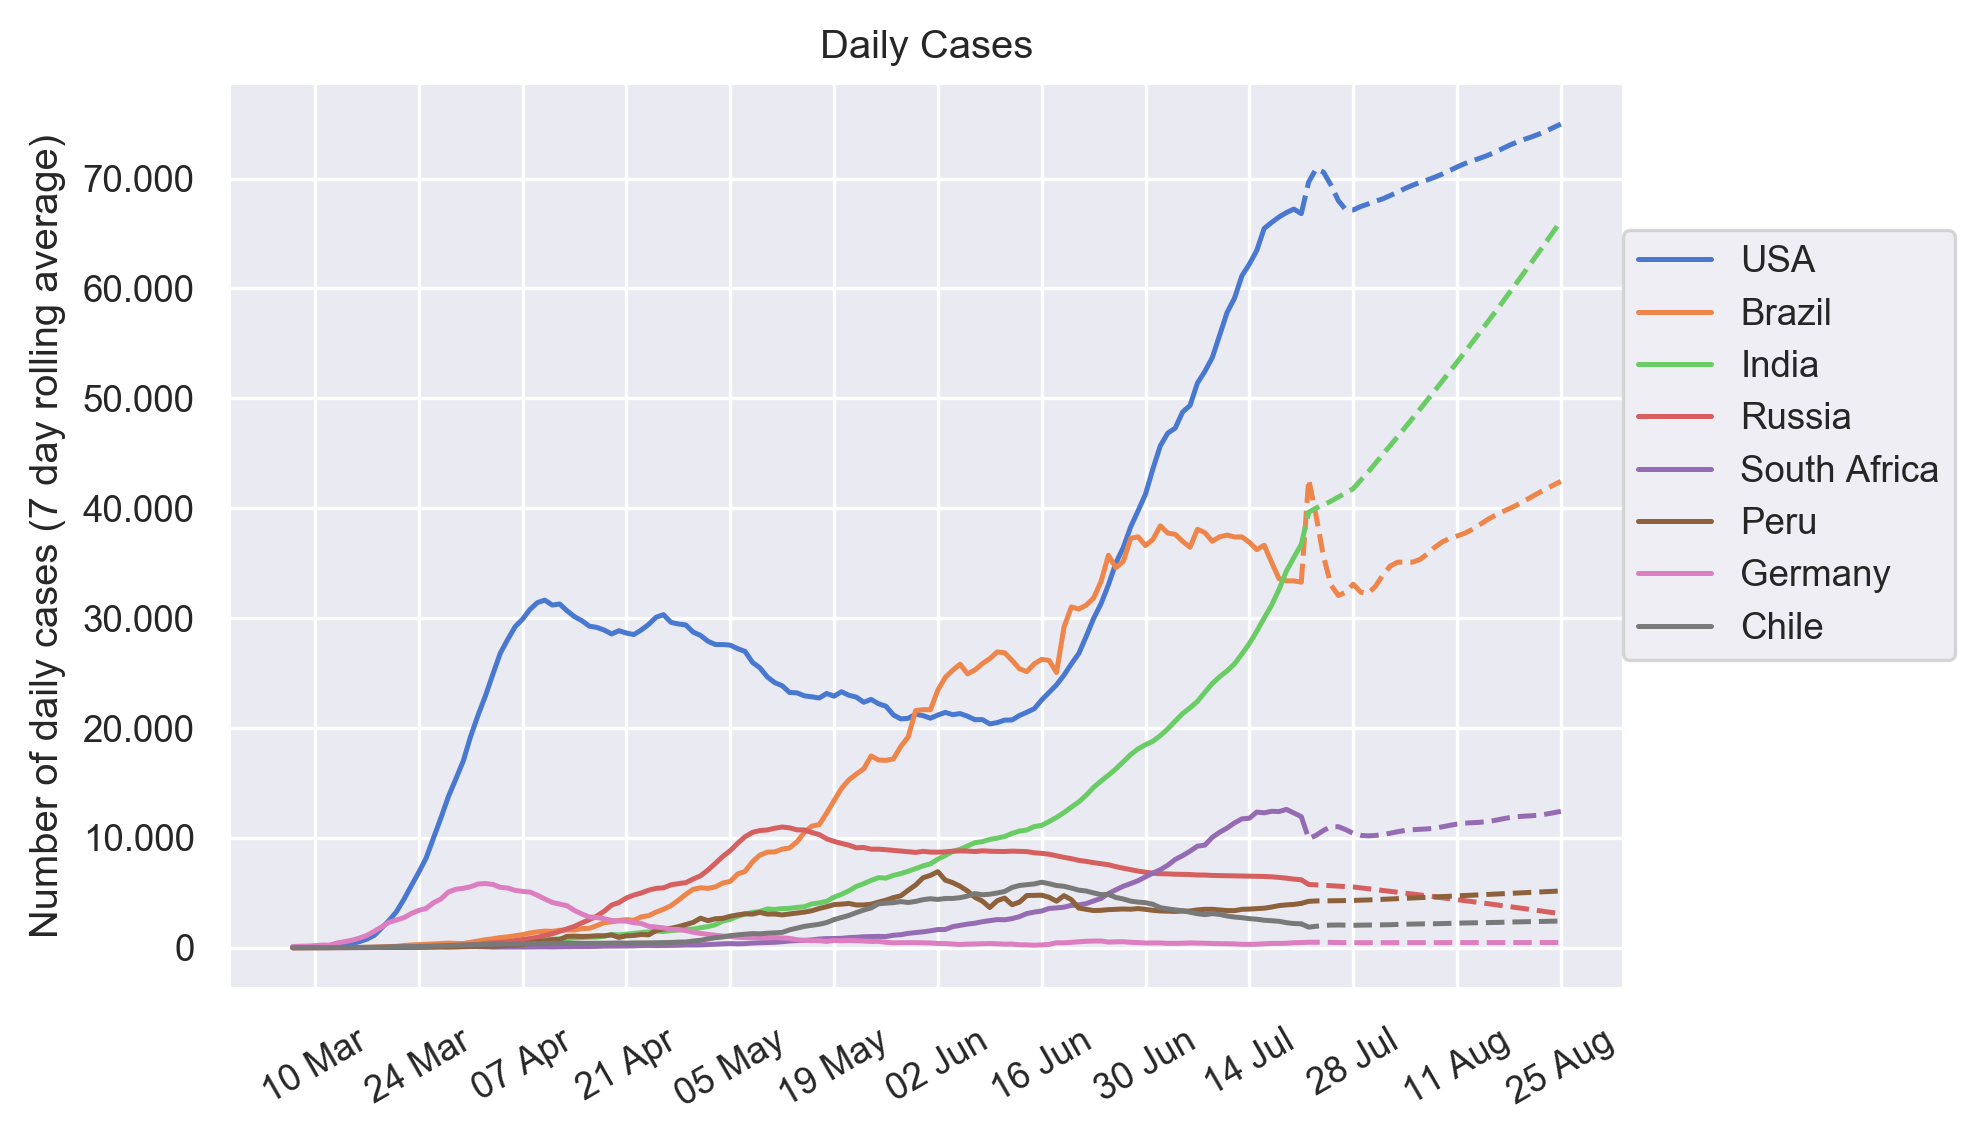 Daily Cases
Number of daily cases (7 day rolling average)
70.000
60.000
50.000
40.000
30.000
20.000
10.000
0
10 Mar
24 Mar
07 Apr
21 Apr
05 May
19 May
02 Jun
16 Jun
30 Jun
14 Jul
28 Jul
11 Aug
25 Aug
USA
Brazil
India
Russia
South Africa
Peru
Germany
Chile